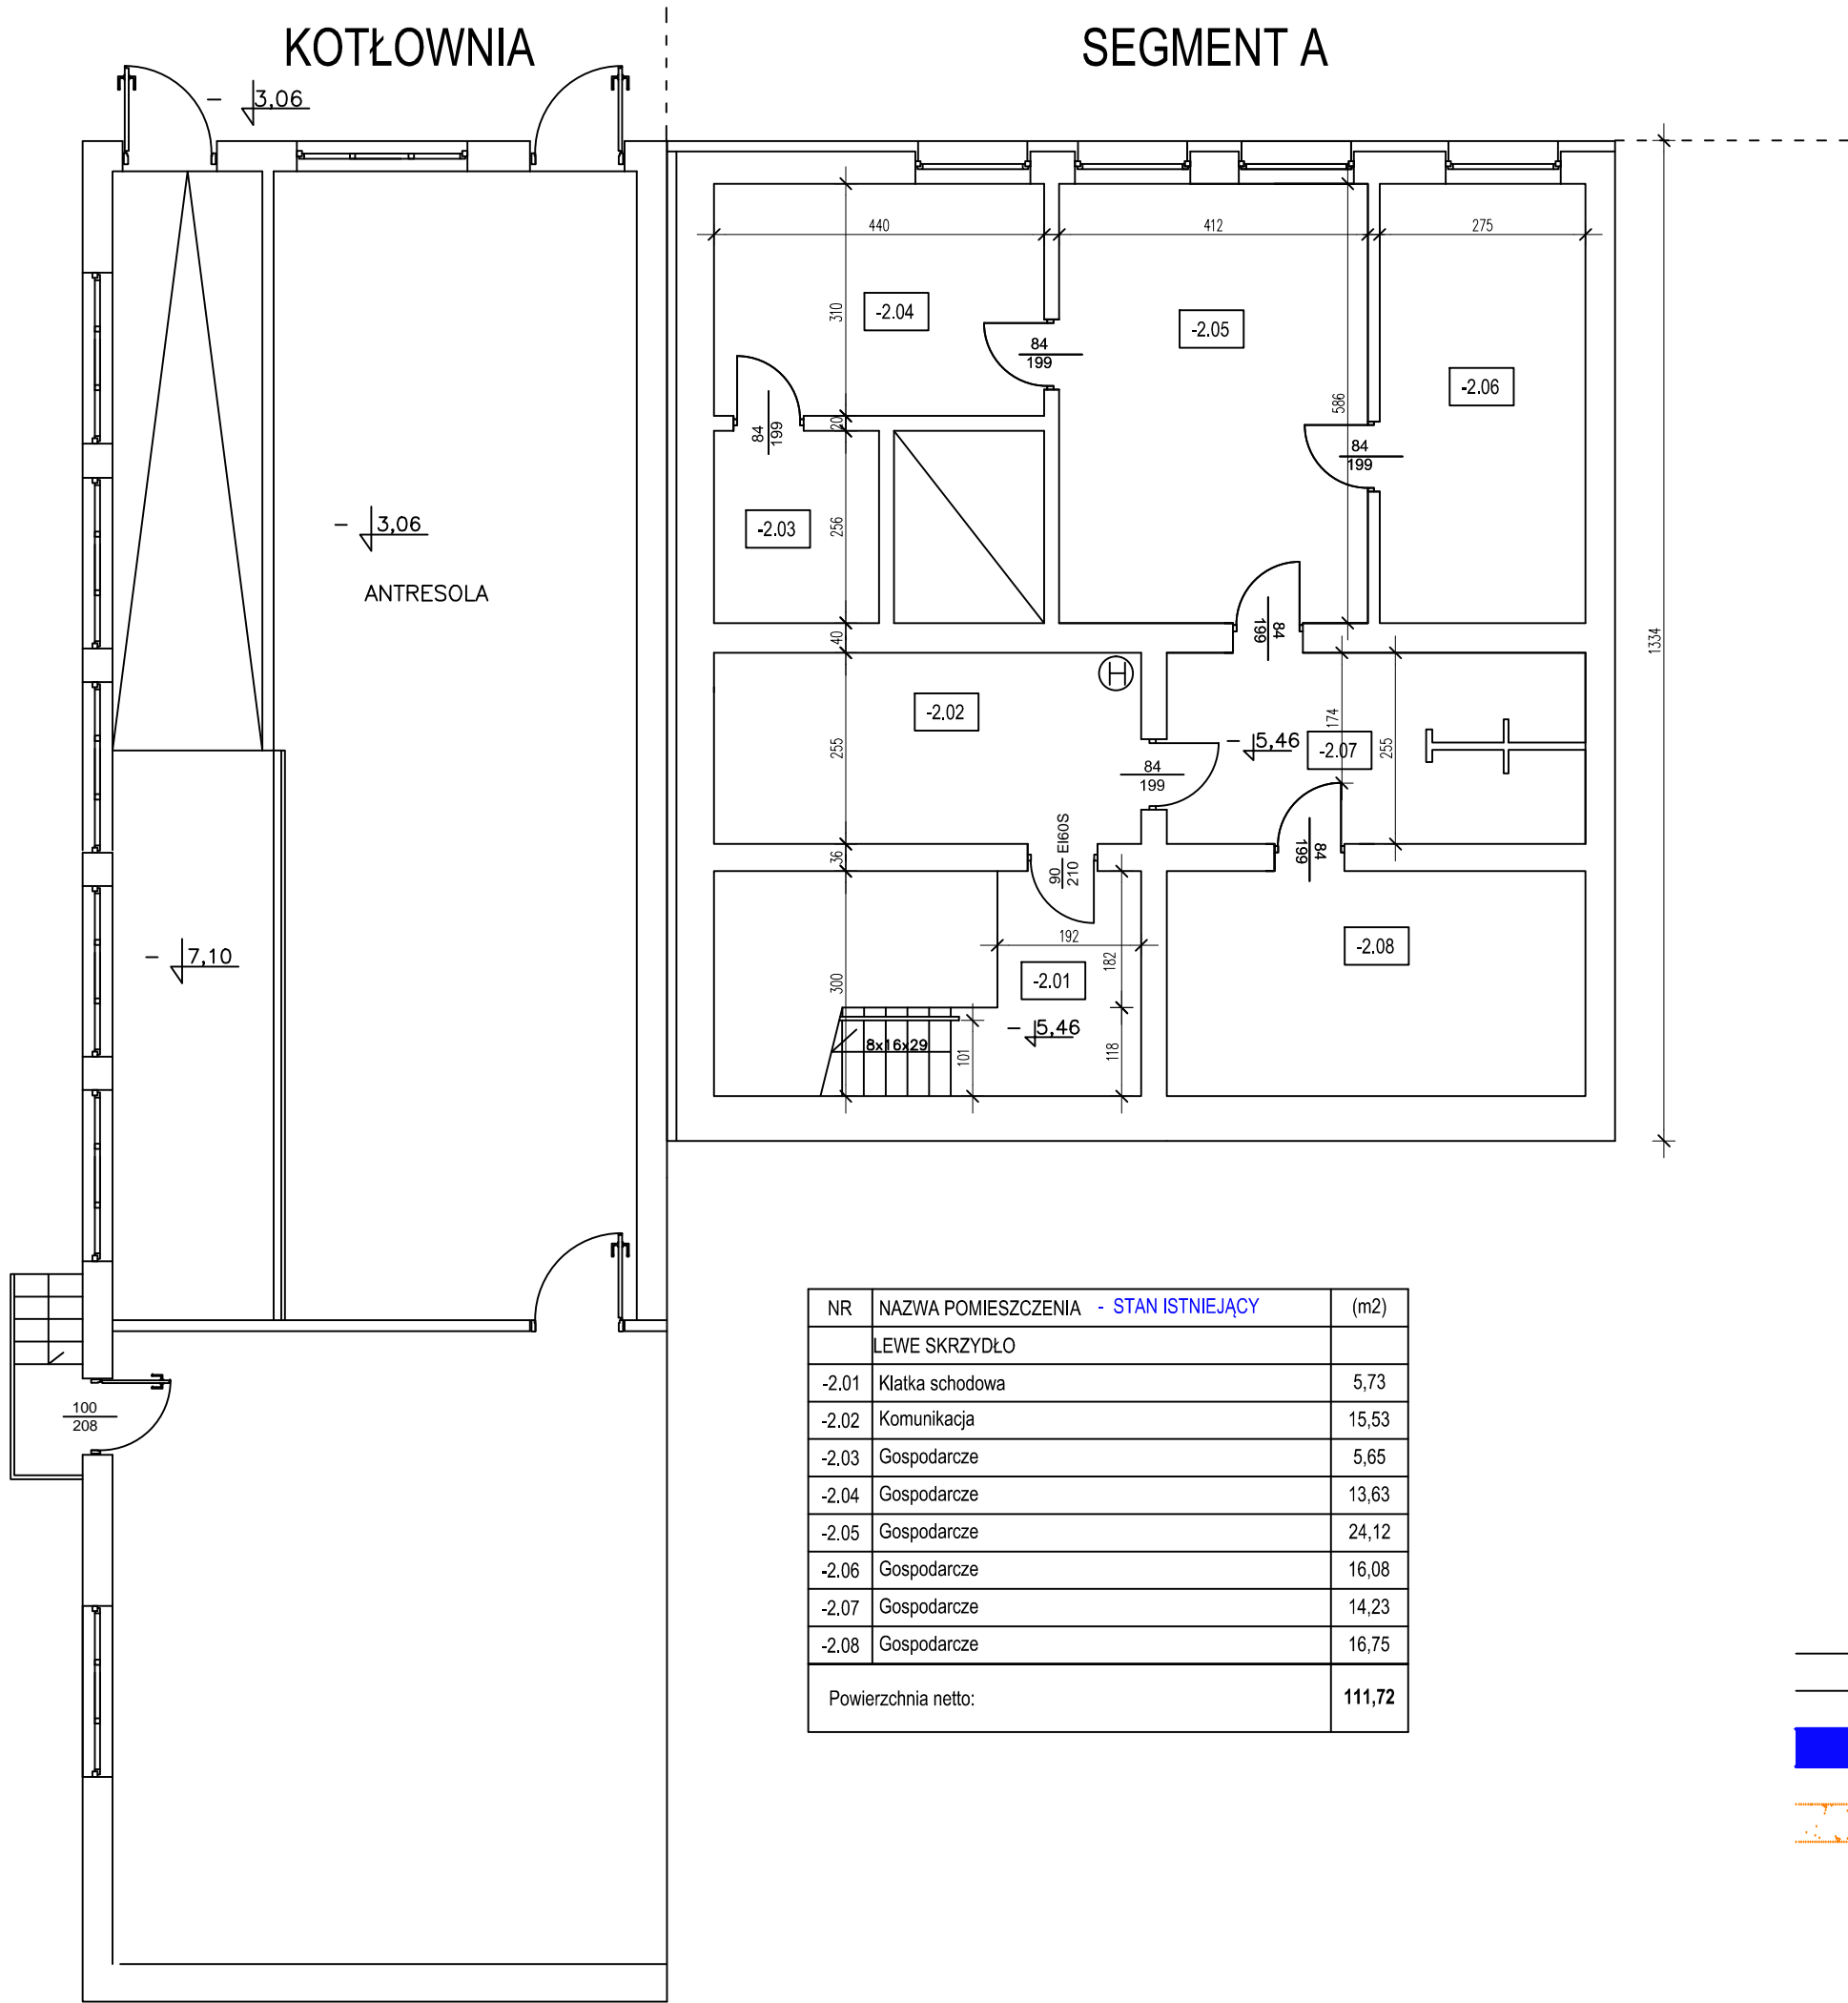 KOTŁOWNIA
SEGMENT A
- 3,06
440
412
275
310
-2.04
-2.05
84
199
-2.06
586
84
199
20
84
199
-2.03
256
- 3,06
ANTRESOLA
84
199
40
1334
H
-2.02
174
- 5,46
-2.07
255
255
84
199
90
210
EI60S
84
199
36
192
-2.08
- 7,10
182
-2.01
300
- 5,46
8x16x29
101
118
NR NAZWA POMIESZCZENIA - STAN ISTNIEJĄCY (m2)
LEWE SKRZYDŁO
-2.01 Klatka schodowa 5,73
-2.02 Komunikacja 15,53
-2.03 Gospodarcze 5,65
-2.04 Gospodarcze 13,63
-2.05 Gospodarcze 24,12
-2.06 Gospodarcze 16,08
-2.07 Gospodarcze 14,23
-2.08 Gospodarcze 16,75
Powierzchnia netto: 111,72
100
208